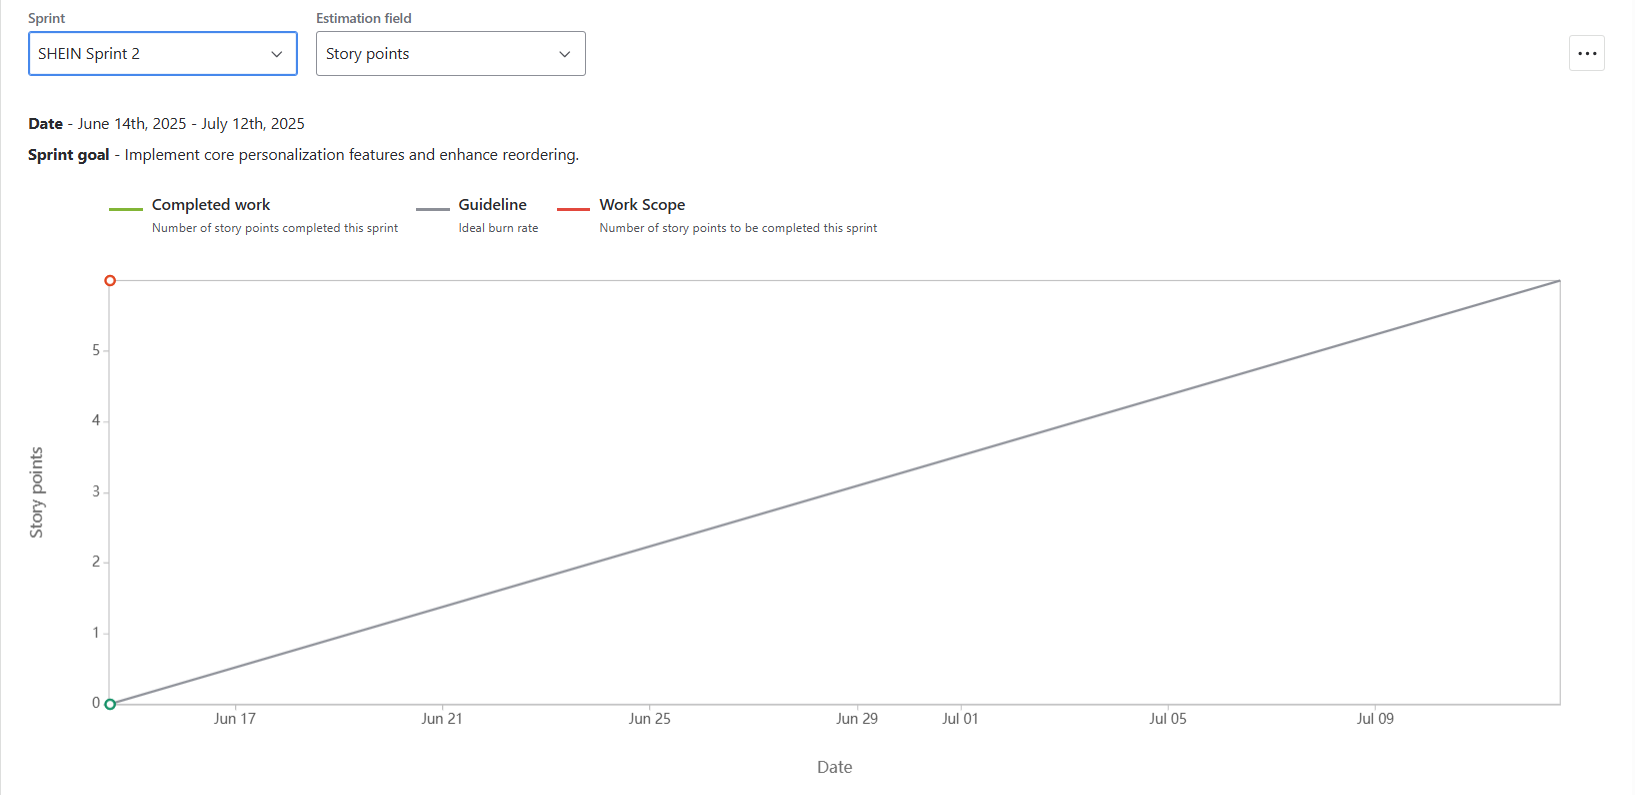 Sprint
Estimation field
SHEIN Sprint 2
Story points
Date - June 14th, 2025 - July 12th, 2025
Sprint goal - Implement core personalization features and enhance reordering.
Completed work
Number of story points completed this sprint
Guideline
Ideal burn rate
Work Scope
Number of story points to be completed this sprint
Story points
5
4
3
2
1
0
Jun 17
Jun 21
Jun 25
Jun 29
Jul 01
Jul 05
Jul 09
Date